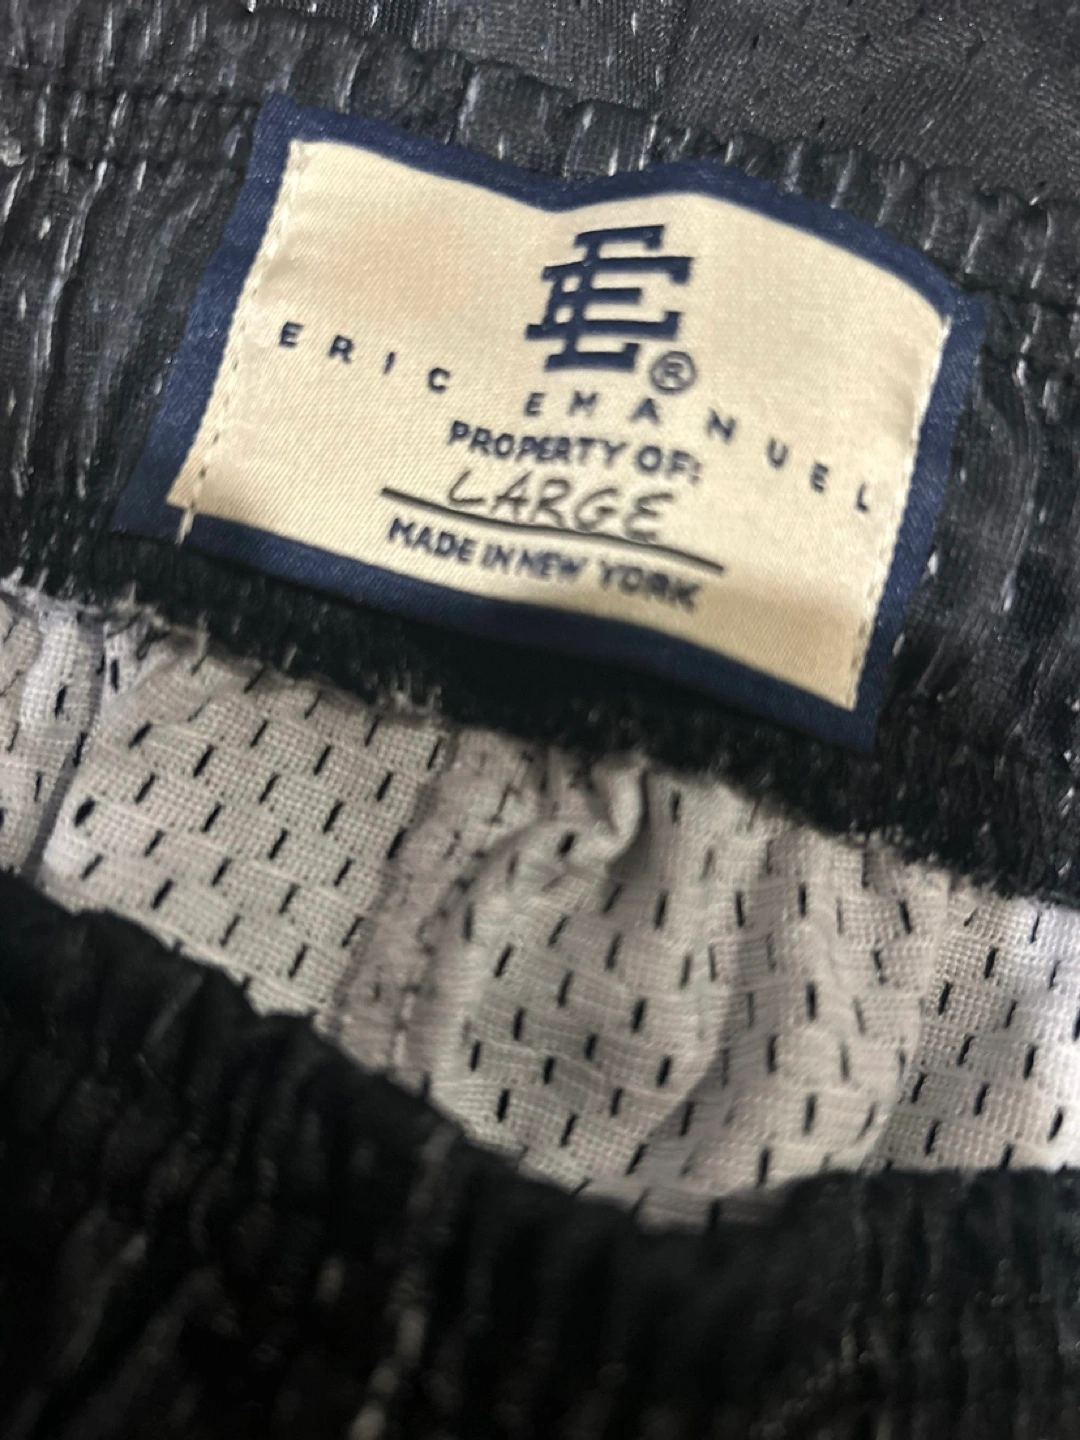 EE®
ERIC EMANUEL
PROPERTY OF:
LARGE
MADE IN NEW YORK